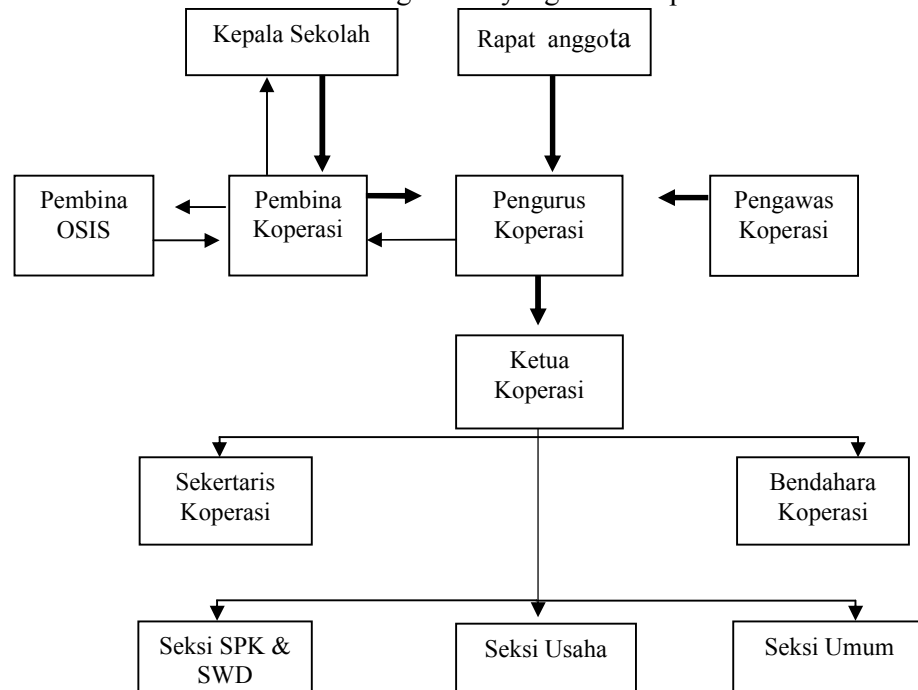 Kepala Sekolah
Rapat anggota
Pembina
OSIS
Pembina
Koperasi
Pengurus
Koperasi
Pengawas
Koperasi
Ketua
Koperasi
Sekertaris
Koperasi
Bendahara
Koperasi
Seksi SPK &
SWD
Seksi Usaha
Seksi Umum